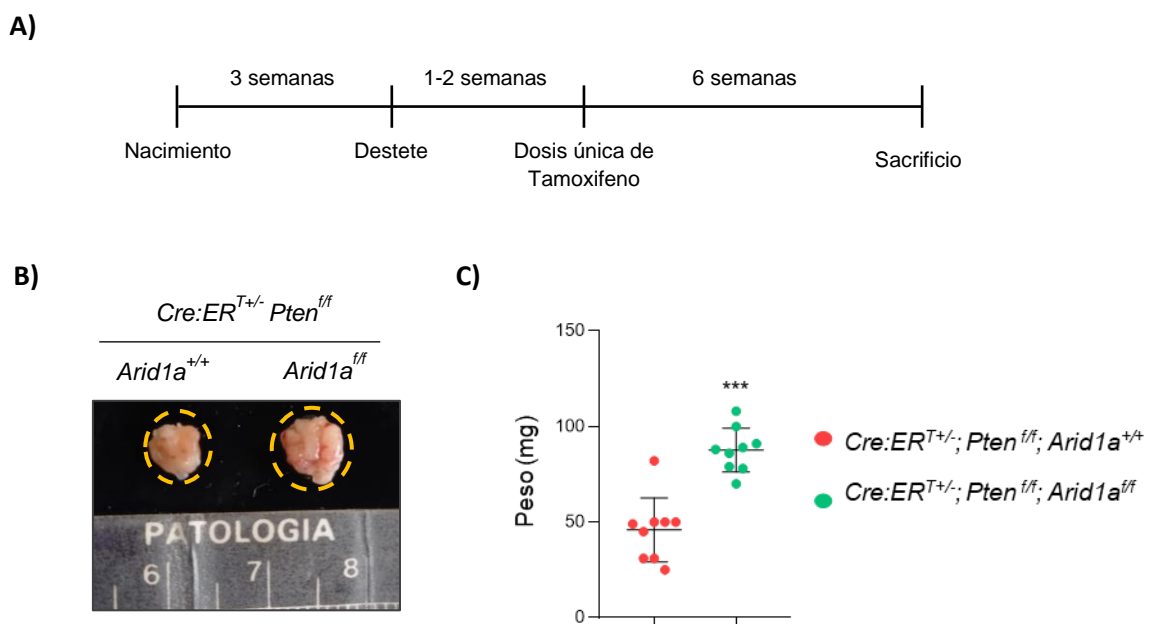 A)
3 semanas 1-2 semanas 6 semanas
Nacimiento Destete Dosis única de Tamoxifeno Sacrificio
B)
Cre:ER^T+/- Pten^f/f
Arid1a^+/+ Arid1a^f/f
PATOLOGIA
6 7 8
C)
Peso (mg)
150
100
50
0
***
Cre:ER^T+/-; Pten^f/f; Arid1a^+/+
Cre:ER^T+/-; Pten^f/f; Arid1a^f/f